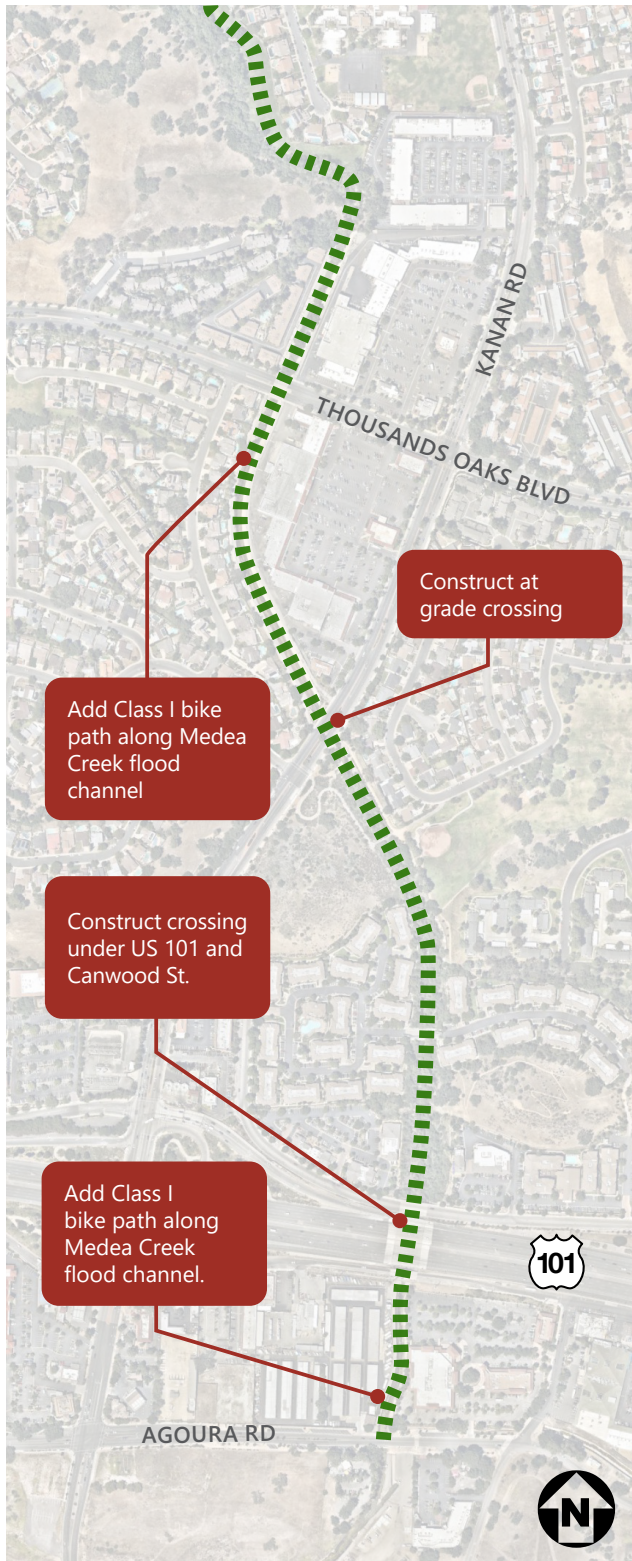 KANAN RD
THOUSANDS OAKS BLVD
Construct at
grade crossing
Add Class I bike
path along Medea
Creek flood
channel
Construct crossing
under US 101 and
Canwood St.
Add Class I
bike path along
Medea Creek
flood channel.
101
AGOURA RD
N